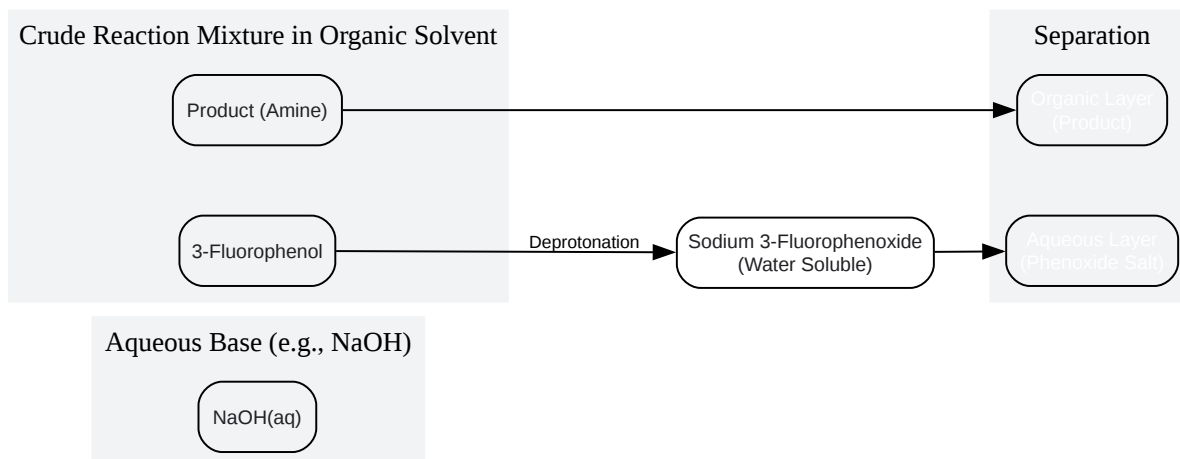 Crude Reaction Mixture in Organic Solvent
Separation
Product (Amine)
Organic Layer
(Product)
3-Fluorophenol
Deprotonation
Sodium 3-Fluorophenoxide
(Water Soluble)
Aqueous Layer
(Phenoxide Salt)
Aqueous Base (e.g., NaOH)
NaOH(aq)